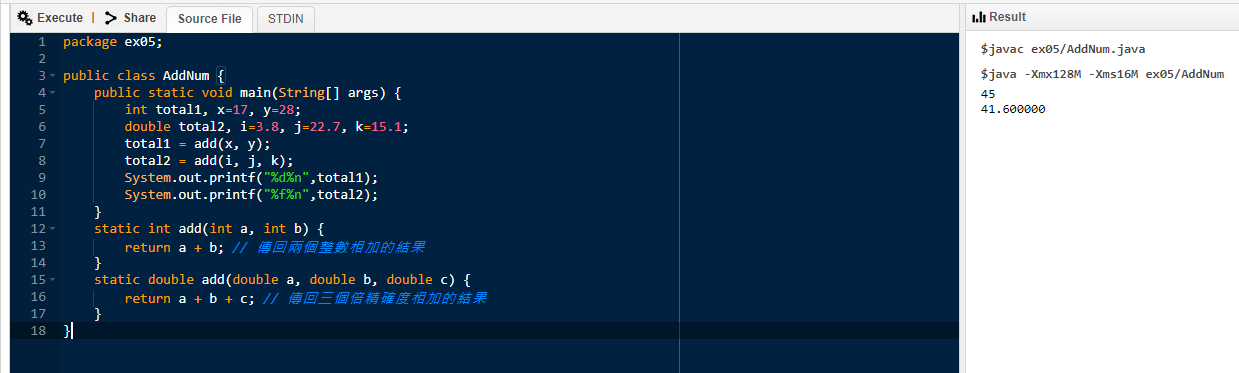 Execute | Share Source File STDIN
1 package ex05;
2
3 public class AddNum {
4 public static void main(String[] args) {
5 int total1, x=17, y=28;
6 double total2, i=3.8, j=22.7, k=15.1;
7 total1 = add(x, y);
8 total2 = add(i, j, k);
9 System.out.printf("%d%n",total1);
10 System.out.printf("%f%n",total2);
11 }
12 static int add(int a, int b) {
13 return a + b; // 傳回兩個整數相加的結果
14 }
15 static double add(double a, double b, double c) {
16 return a + b + c; // 傳回三個倍精確度相加的結果
17 }
18 }
Result
$javac ex05/AddNum.java
$java -Xmx128M -Xms16M ex05/AddNum
45
41.600000